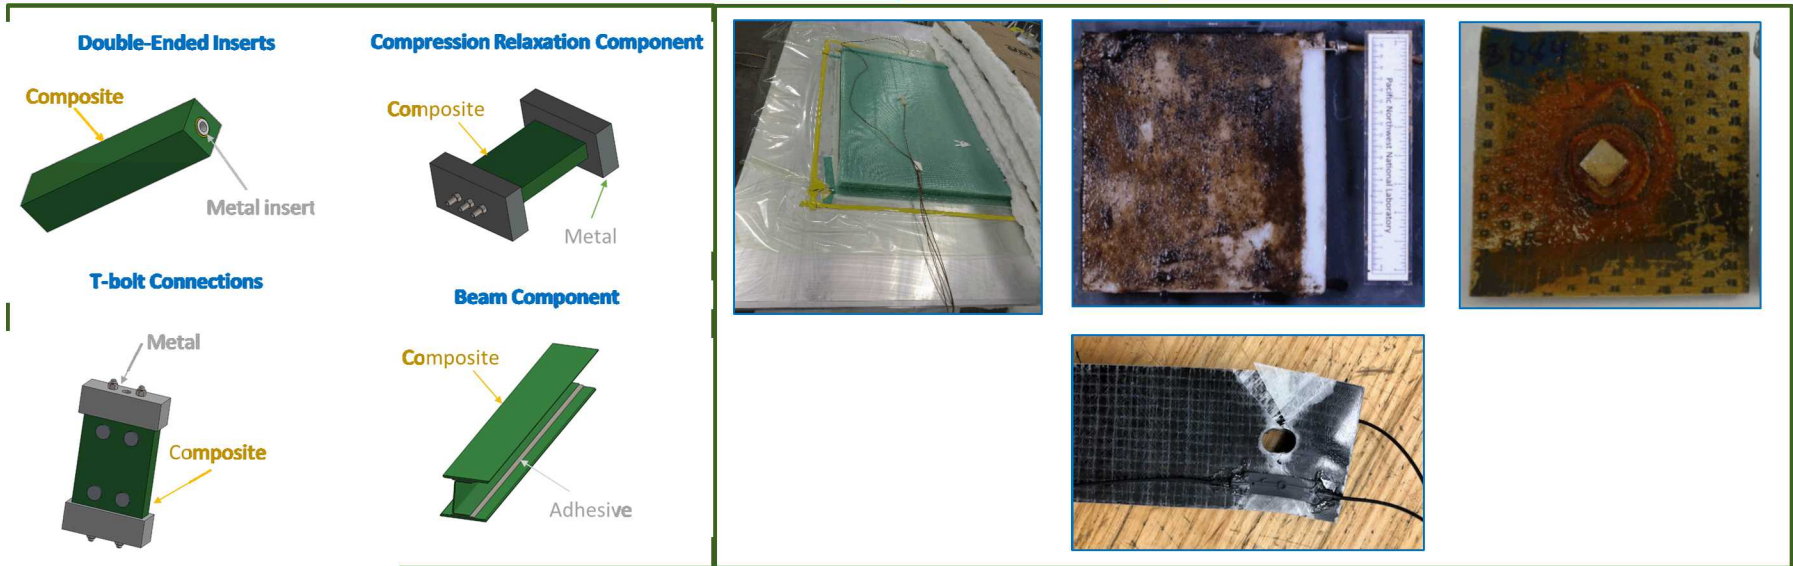 Double-Ended Inserts
Composite
Metal insert
Compression Relaxation Component
Composite
Metal
T-bolt Connections
Metal
Composite
Beam Component
Composite
Adhesive
Pacific Northwest National Laboratory